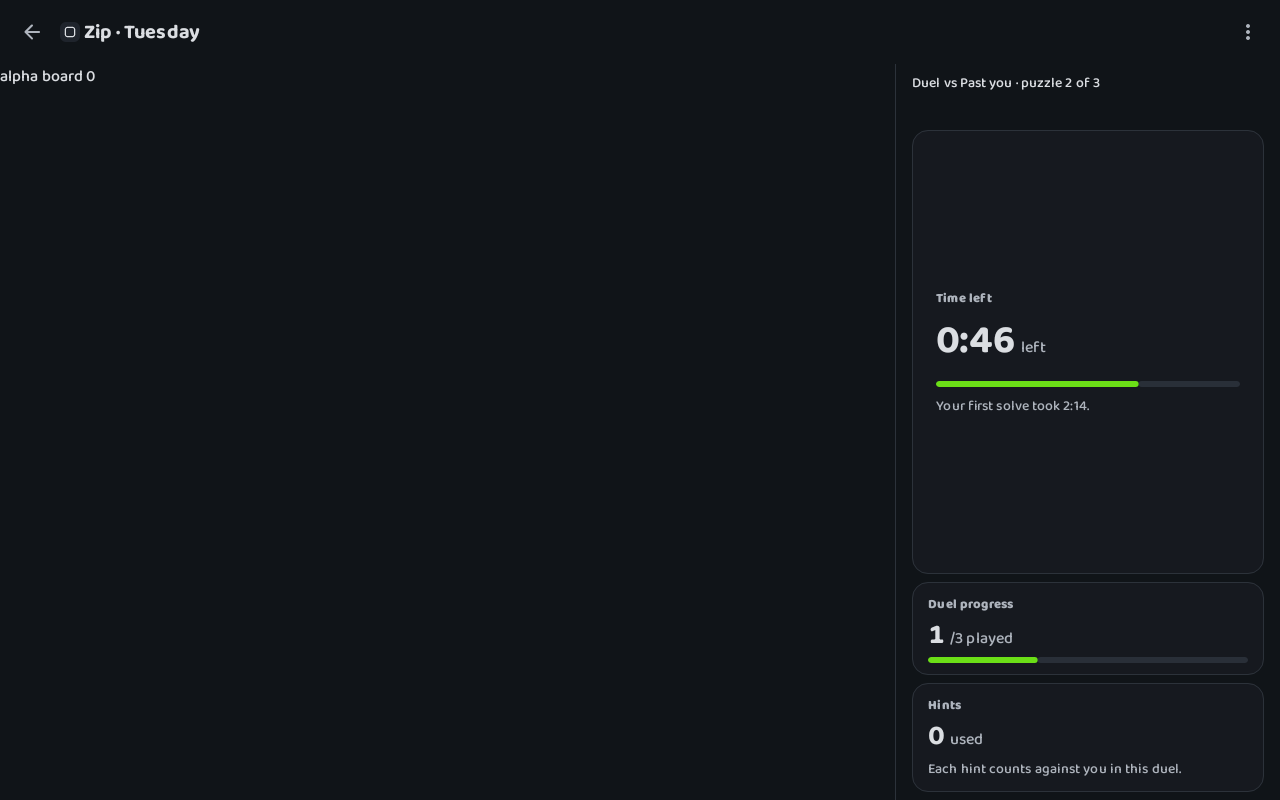 Zip · Tuesday
alpha board 0
Duel vs Past you · puzzle 2 of 3
Time left
0:46 left
Your first solve took 2:14.
Duel progress
1 /3 played
Hints
0 used
Each hint counts against you in this duel.